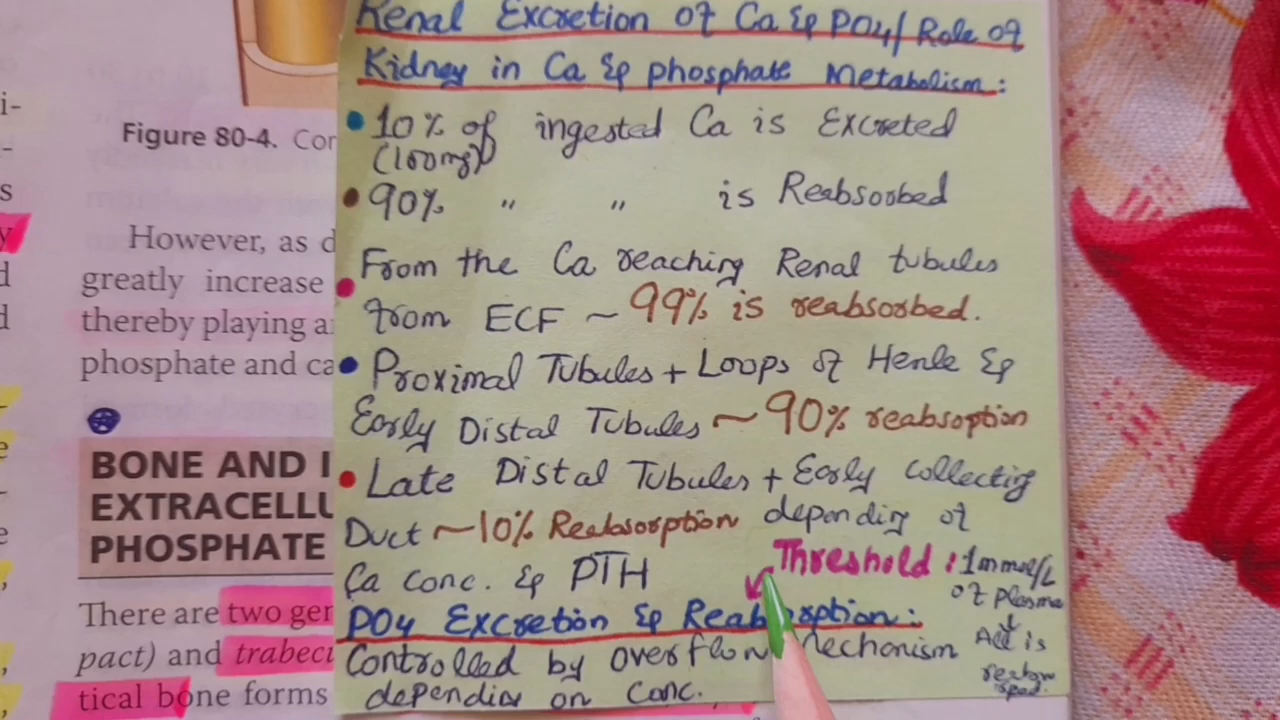 Renal Excretion of Ca & PO4/ Role of
Kidney in Ca & phosphate Metabolism:
• 10% of ingested Ca is Excreted
(100mg)
• 90% " " is Reabsorbed
• From the Ca reaching Renal tubules
from ECF ~ 99% is reabsorbed.
• Proximal Tubules + Loops of Henle &
Early Distal Tubules ~ 90% reabsoption
• Late Distal Tubules + Early collectig
Duct ~10% Reabsorption depending of
Ca conc. & PTH
Threshold : 1mmol/L
of plasma
↓
All is
PO4 Excretion & Reabsorption:
Controlled by overflow Mechanism
depending on Conc.
Figure 80-4. Con
However, as d
greatly increase
thereby playing a
phosphate and ca
BONE AND I
EXTRACELLU
PHOSPHATE
There are two gen
pact) and trabecu
tical bone forms